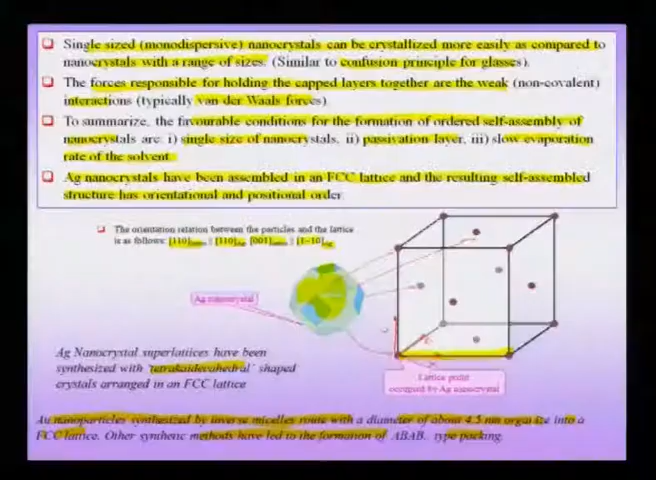 Single sized (monodispersive) nanocrystals can be crystallized more easily as compared to
nanocrystals with a range of sizes. (Similar to confusion principle for glasses).
The forces responsible for holding the capped layers together are the weak (non-covalent)
interactions (typically van der Waals forces)
To summarize, the favourable conditions for the formation of ordered self-assembly of
nanocrystals are: i) single size of nanocrystals, ii) passivation layer, iii) slow evaporation
rate of the solvent
Ag nanocrystals have been assembled in an FCC lattice and the resulting self-assembled
structure has orientational and positional order
The orientation relation between the particles and the lattice
is as follows: [110] || [110] [001] || [1-10]
Ag nanocrystal
Ag Nanocrystal superlattices have been
synthesized with 'tetrakaidecahedral' shaped
crystals arranged in an FCC lattice
Lattice point
occupied by Ag nanocrystal
Au nanoparticles synthesized by inverse micelles route with a diameter of about 4.5 nm organize into a
FCC lattice. Other synthetic methods have led to the formation of ABAB.. type packing.